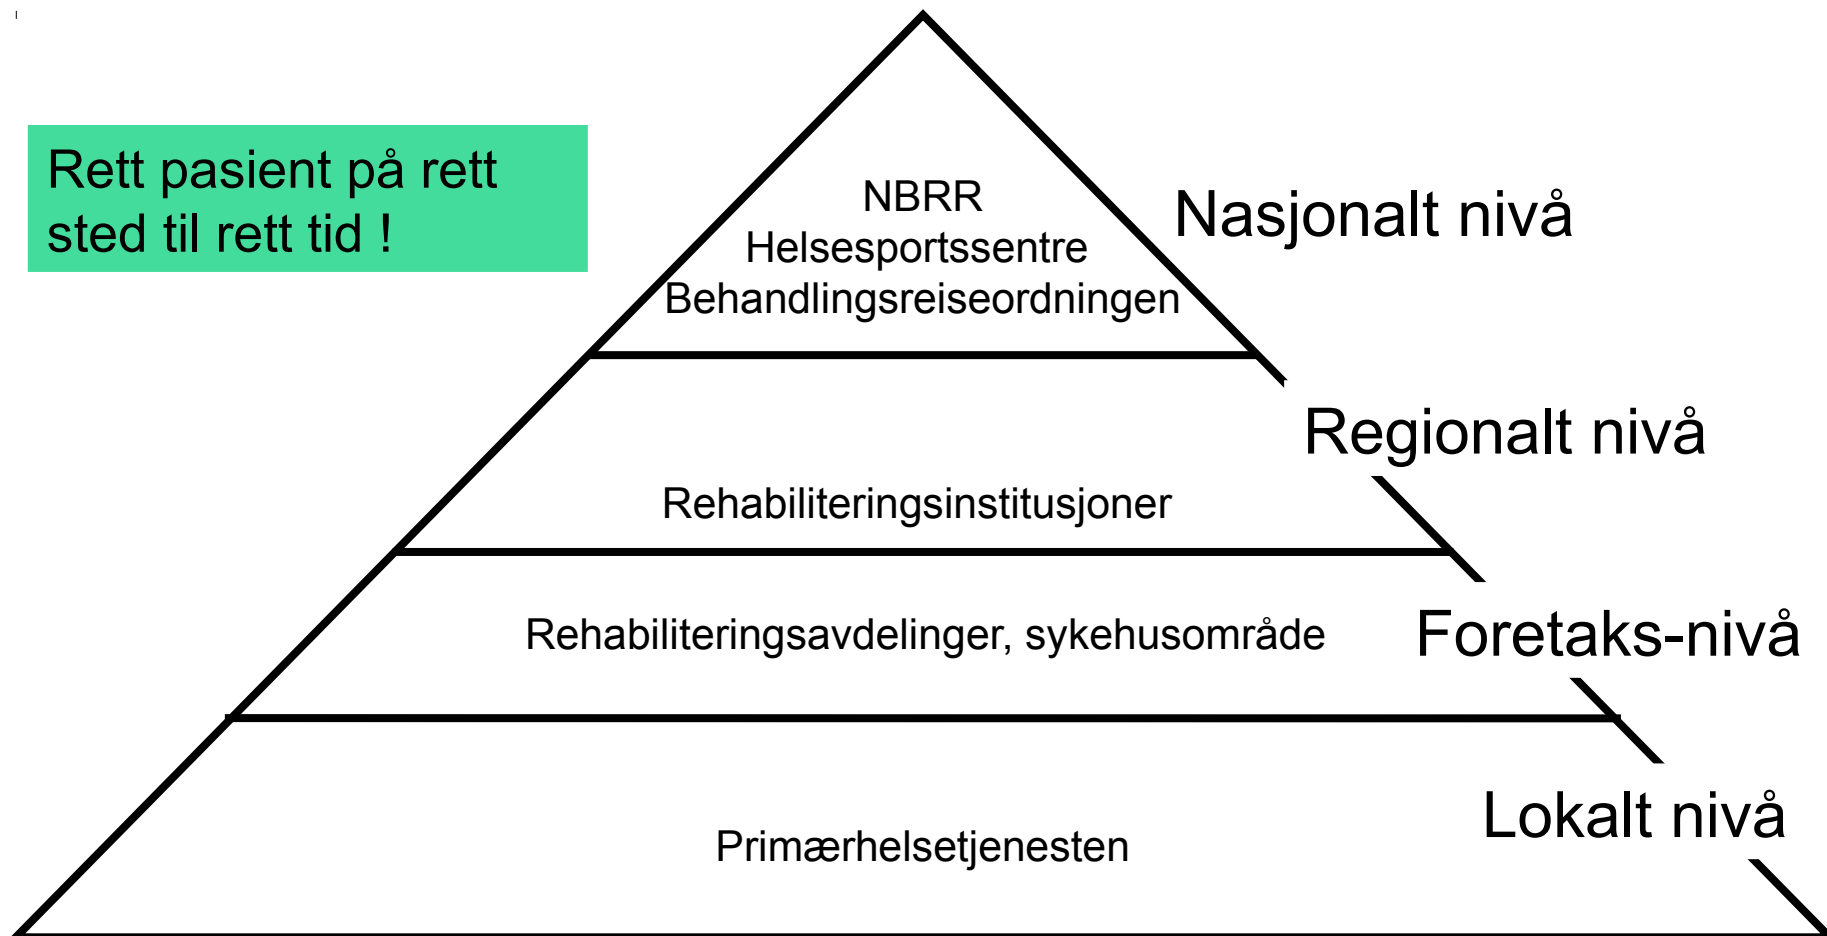 Rett pasient på rett
sted til rett tid !
NBRR
Helsesportssentre
Behandlingsreiseordningen
Nasjonalt nivå
Regionalt nivå
Rehabiliteringsinstitusjoner
Rehabiliteringsavdelinger, sykehusområde
Foretaks-nivå
Lokalt nivå
Primærhelsetjenesten